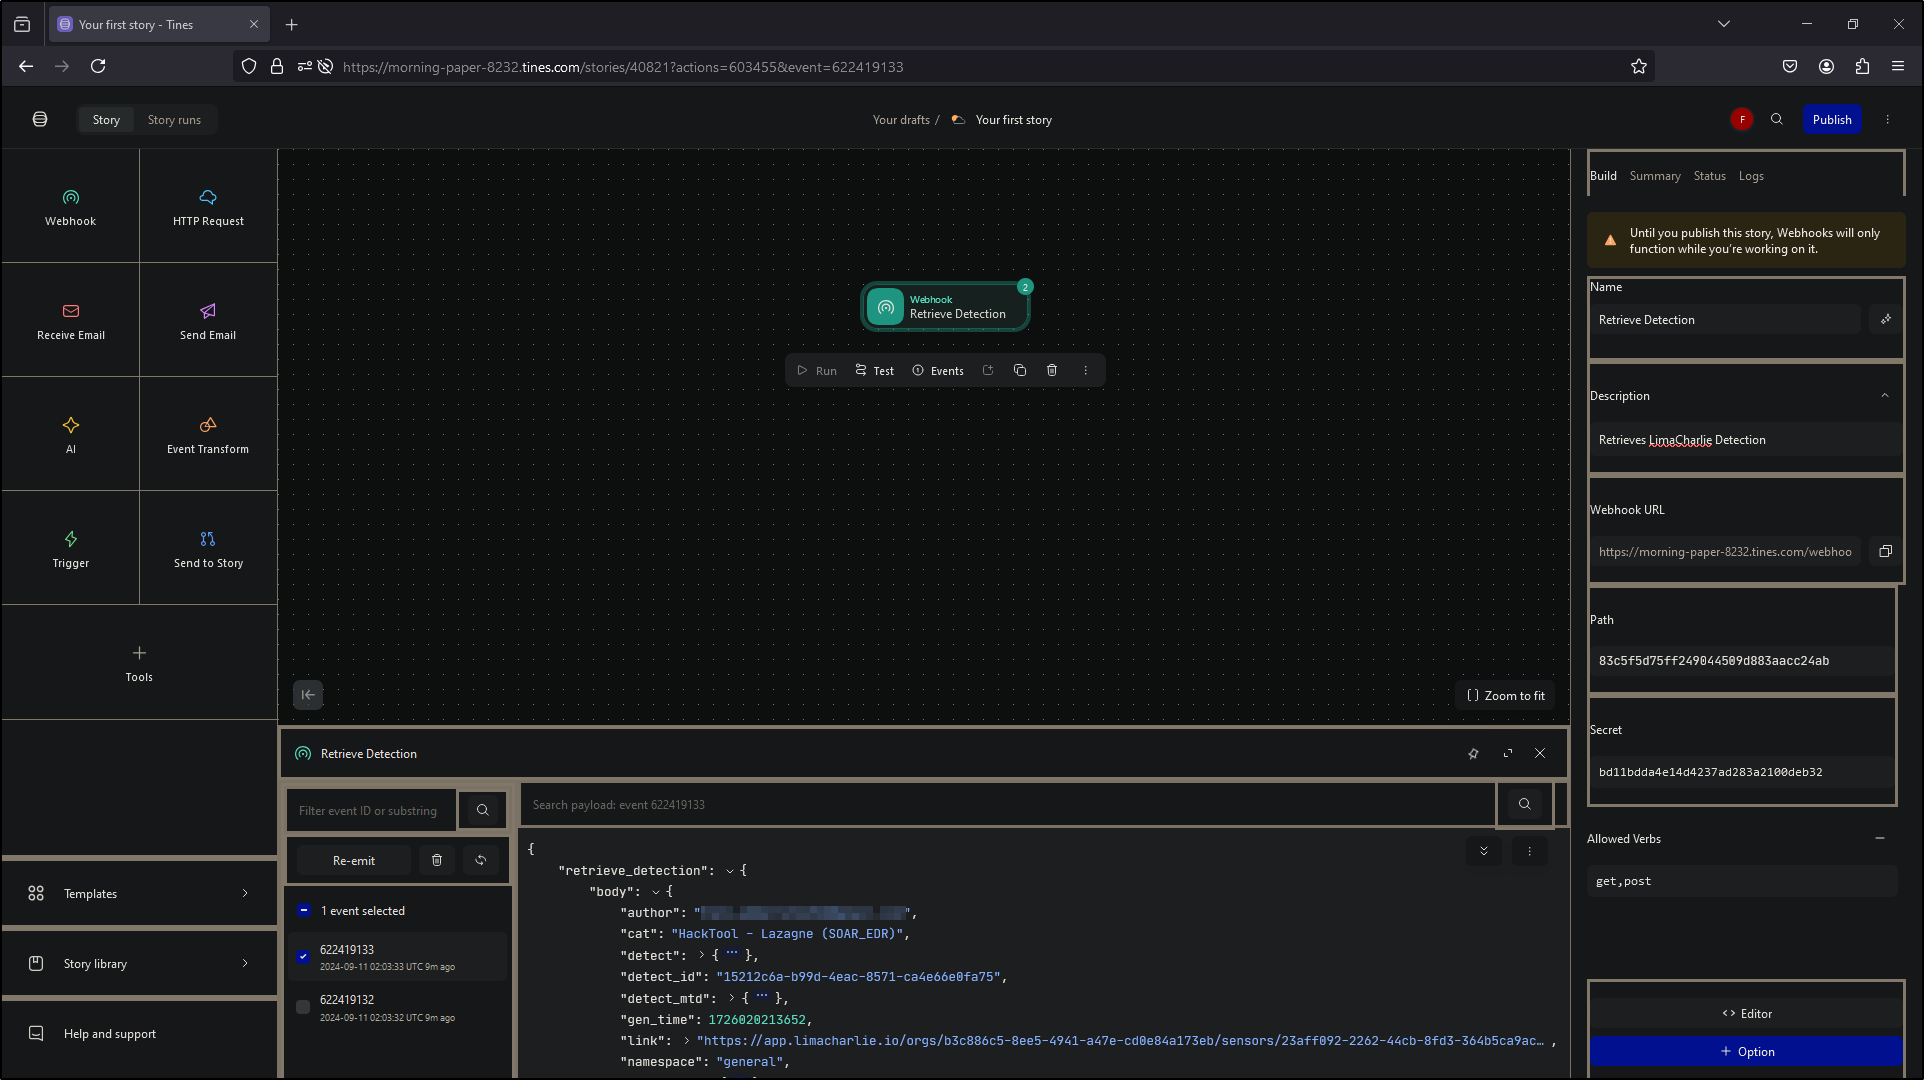 Your first story - Tines
https://morning-paper-8232.tines.com/stories/40821?actions=603455&event=622419133
Story
Story runs
Your drafts /
Your first story
F
Publish
Webhook
HTTP Request
Receive Email
Send Email
AI
Event Transform
Trigger
Send to Story
Tools
Templates
Story library
Help and support
2
Webhook
Retrieve Detection
Run
Test
Events
Zoom to fit
Retrieve Detection
Filter event ID or substring
Re-emit
1 event selected
622419133
2024-09-11 02:03:33 UTC 9m ago
622419132
2024-09-11 02:03:32 UTC 9m ago
Search payload: event 622419133
{
"retrieve_detection": {
"body": {
"author": "
",
"cat": "HackTool - Lazagne (SOAR_EDR)",
"detect": { ... },
"detect_id": "15212c6a-b99d-4eac-8571-ca4e66e0fa75",
"detect_mtd": { ... },
"gen_time": 1726020213652,
"link": "https://app.limacharlie.io/orgs/b3c886c5-8ee5-4941-a47e-cd0e84a173eb/sensors/23aff092-2262-44cb-8fd3-364b5ca9ac… ,
"namespace": "general",
Build
Summary
Status
Logs
Until you publish this story, Webhooks will only
function while you're working on it.
Name
Retrieve Detection
Description
Retrieves LimaCharlie Detection
Webhook URL
https://morning-paper-8232.tines.com/webhoo
Path
83c5f5d75ff249044509d883aacc24ab
Secret
bd11bdda4e14d4237ad283a2100deb32
Allowed Verbs
get,post
Editor
Option